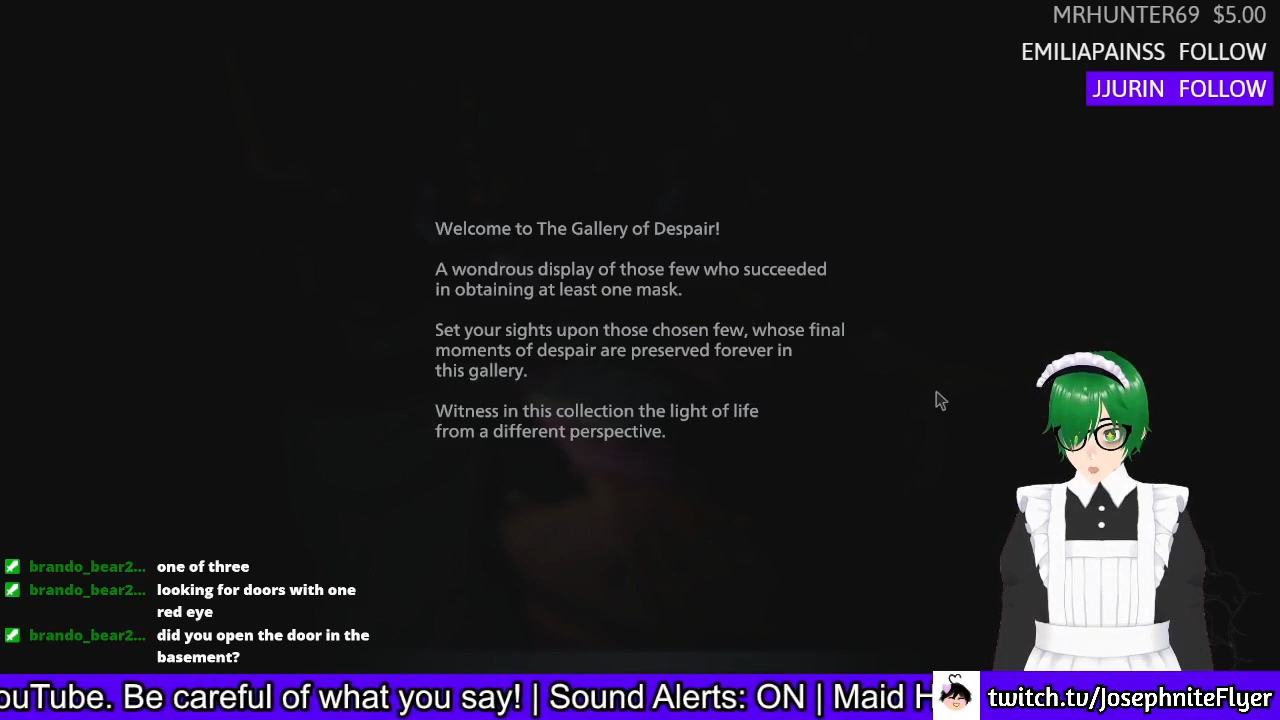 MRHUNTER69 $5.00
EMILIAPAINSS FOLLOW
JJURIN FOLLOW
Welcome to The Gallery of Despair!
A wondrous display of those few who succeeded
in obtaining at least one mask.
Set your sights upon those chosen few, whose final
moments of despair are preserved forever in
this gallery.
Witness in this collection the light of life
from a different perspective.
brando_bear2... one of three
brando_bear2... looking for doors with one
red eye
brando_bear2... did you open the door in the
basement?
ouTube. Be careful of what you say! | Sound Alerts: ON | Maid H
twitch.tv/JosephniteFlyer